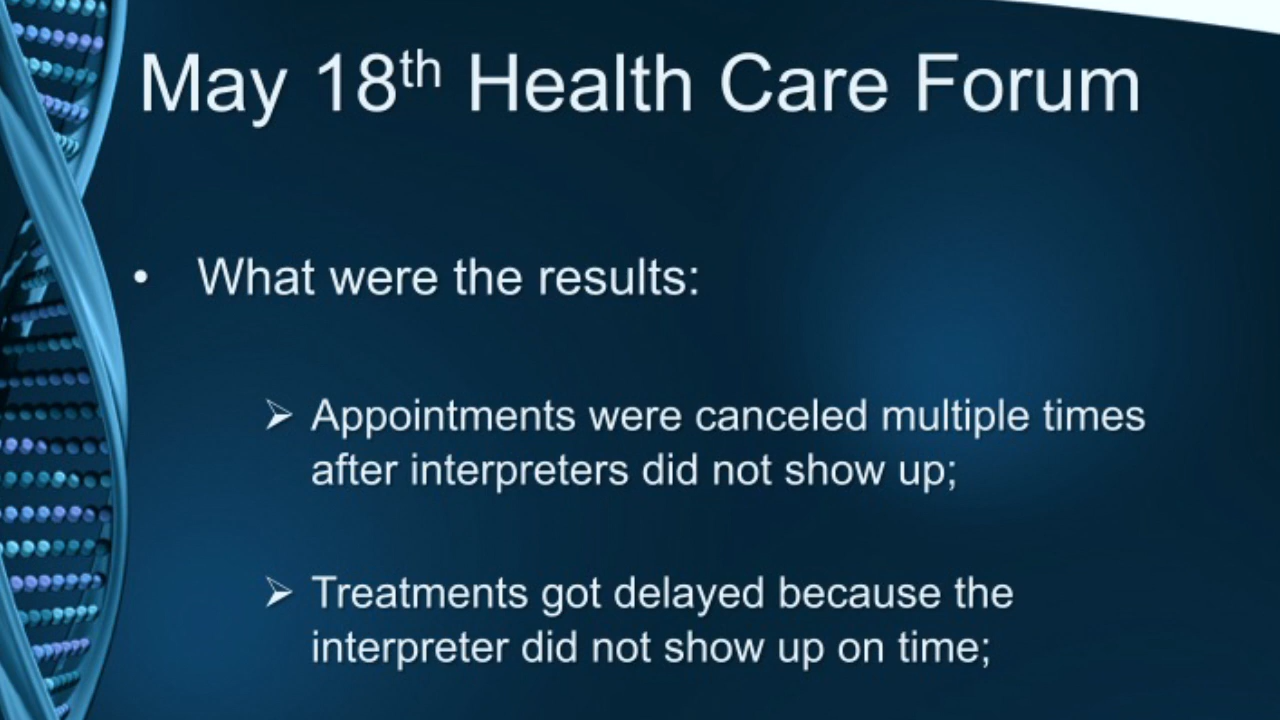 May 18th Health Care Forum
• What were the results:
➢ Appointments were canceled multiple times
after interpreters did not show up;
➢ Treatments got delayed because the
interpreter did not show up on time;